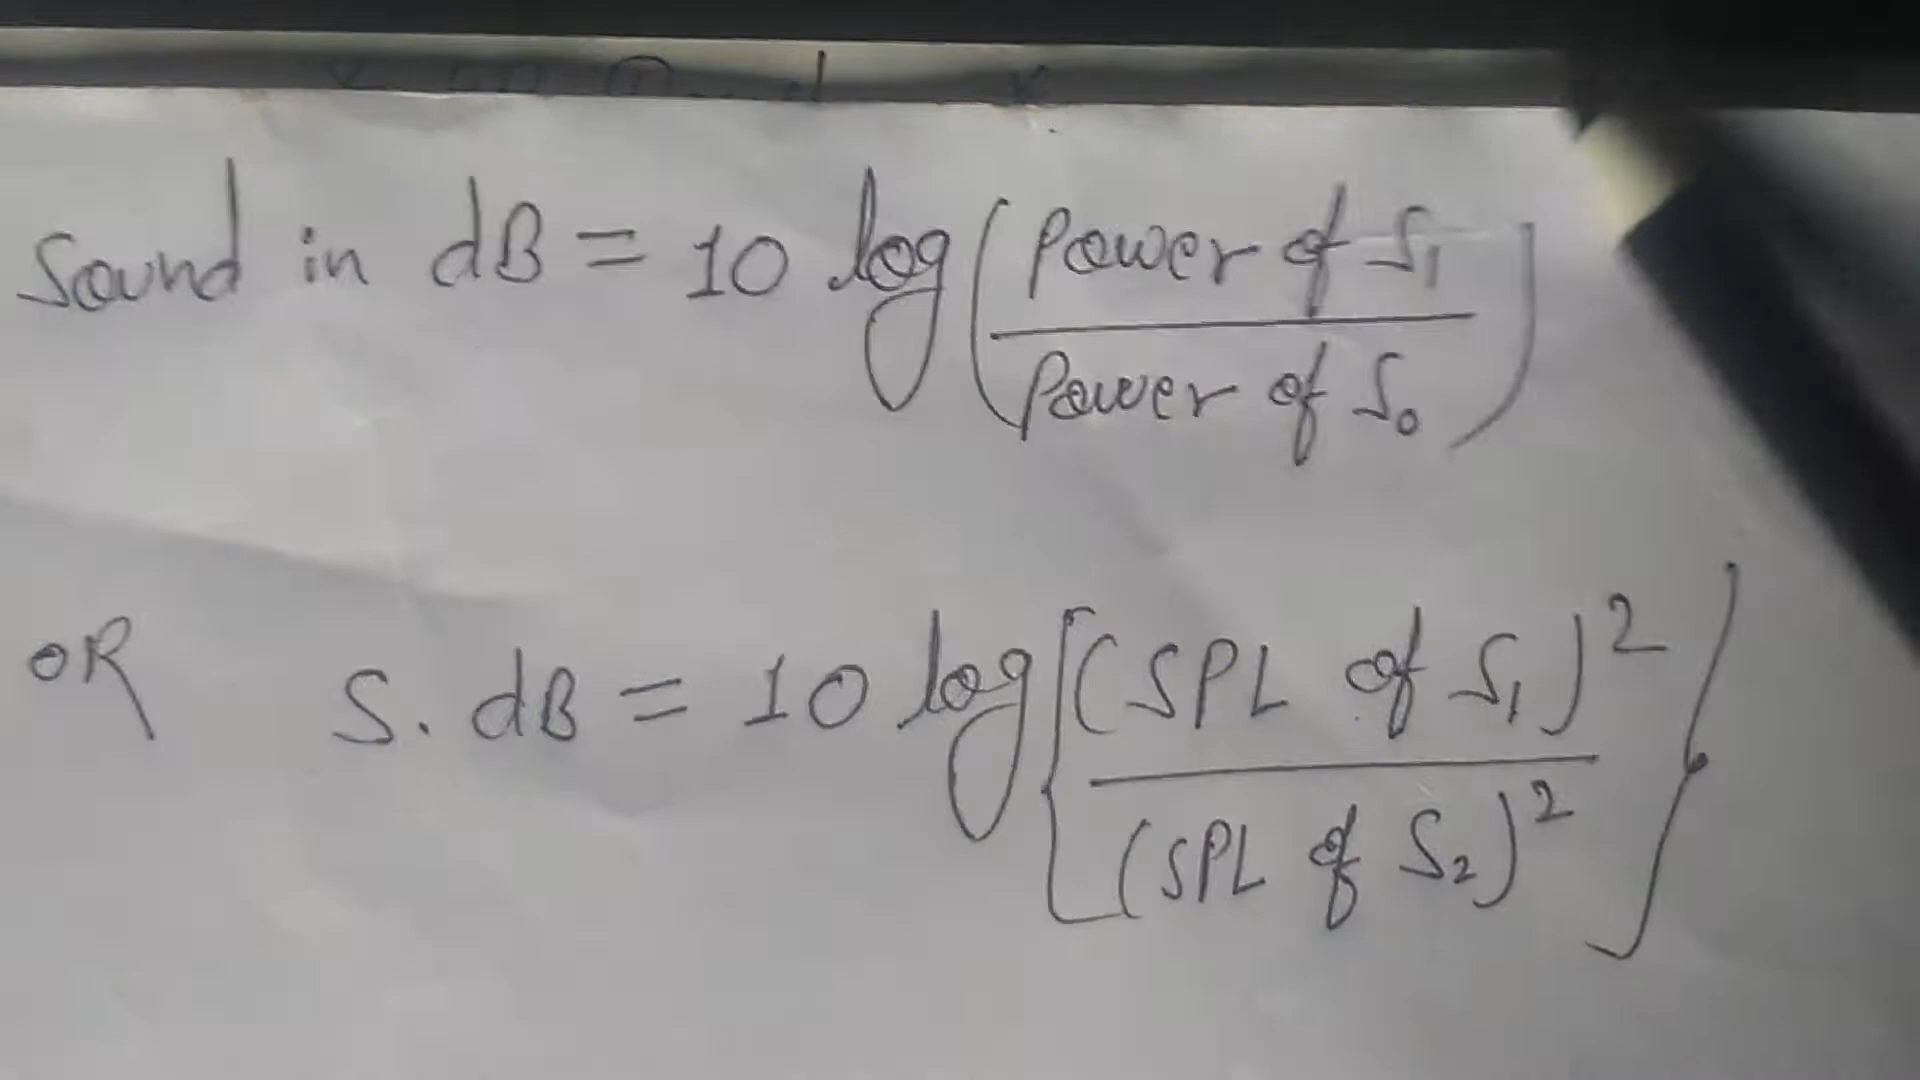 Sound in dB = 10 log (Power of S₁ / Power of S₀)
OR S. dB = 10 log [(SPL of S₁)² / (SPL of S₂)²]